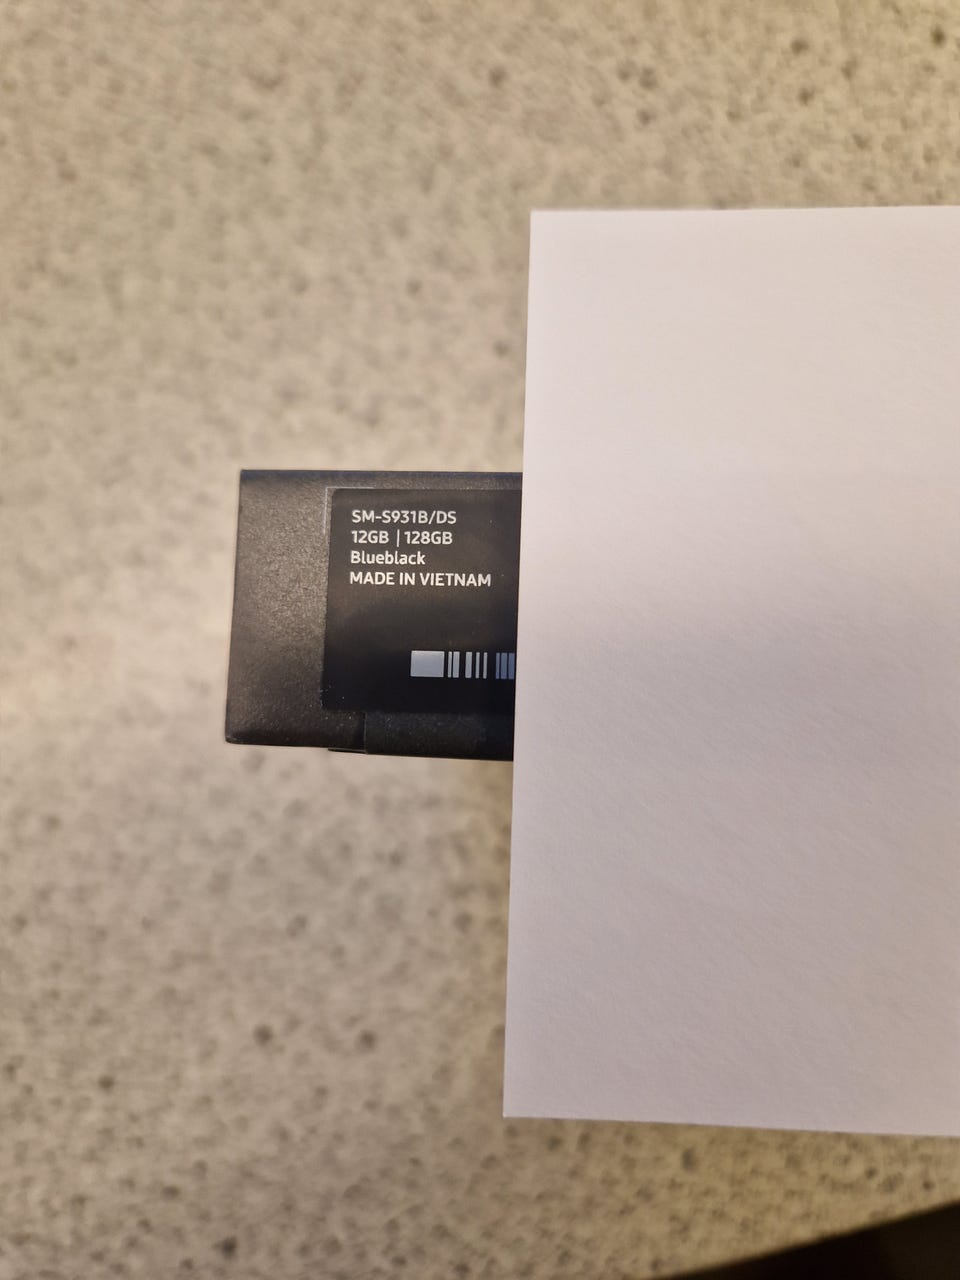 SM-S931B/DS
12GB | 128GB
Blueblack
MADE IN VIETNAM